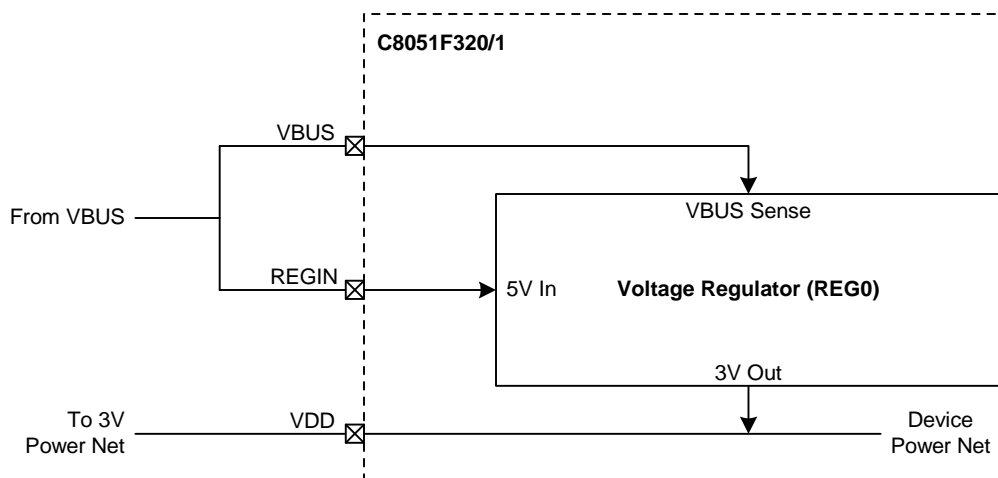 C8051F320/1
VBUS
From VBUS
VBUS Sense
REGIN
5V In
Voltage Regulator (REG0)
3V Out
To 3V
Power Net
VDD
Device
Power Net